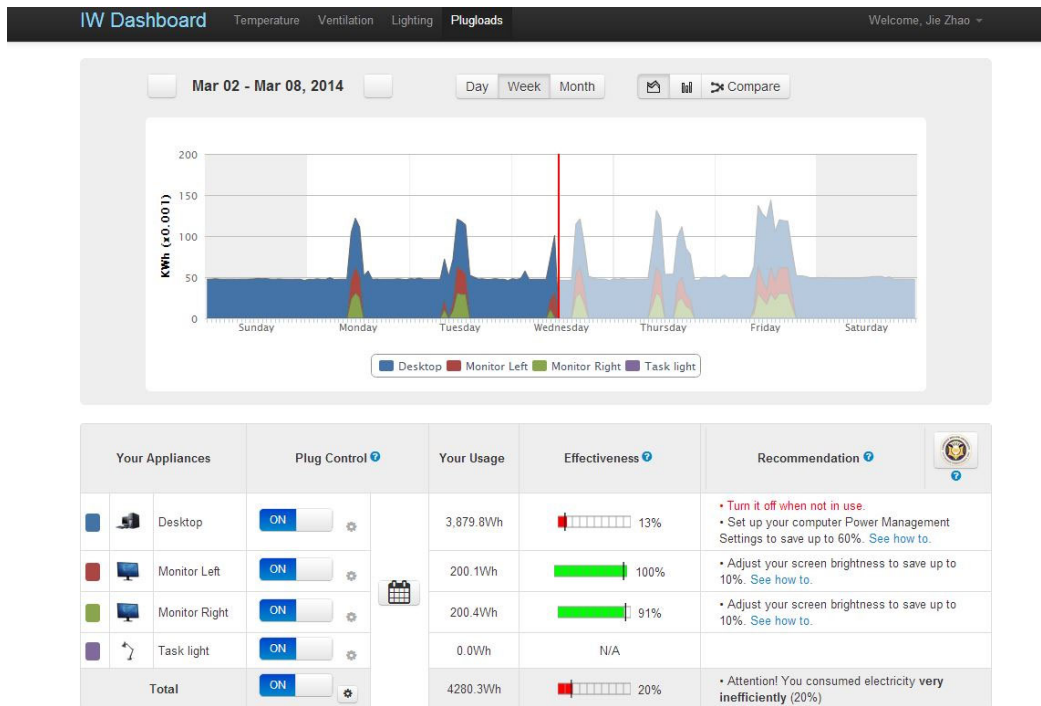 IW Dashboard Temperature Ventilation Lighting Plugloads Welcome, Jie Zhao
Mar 02 - Mar 08, 2014 Day Week Month Compare
KWh (x0.001)
200
150
100
50
0
Sunday Monday Tuesday Wednesday Thursday Friday Saturday
Desktop Monitor Left Monitor Right Task light
Your Appliances Plug Control ? Your Usage Effectiveness ? Recommendation ? ?
Desktop ON 3,879.8Wh 13%
• Turn it off when not in use.
• Set up your computer Power Management
Settings to save up to 60%. See how to.
Monitor Left ON 200.1Wh 100%
• Adjust your screen brightness to save up to
10%. See how to.
Monitor Right ON 200.4Wh 91%
• Adjust your screen brightness to save up to
10%. See how to.
Task light ON 0.0Wh N/A
Total ON 4280.3Wh 20%
• Attention! You consumed electricity very
inefficiently (20%)